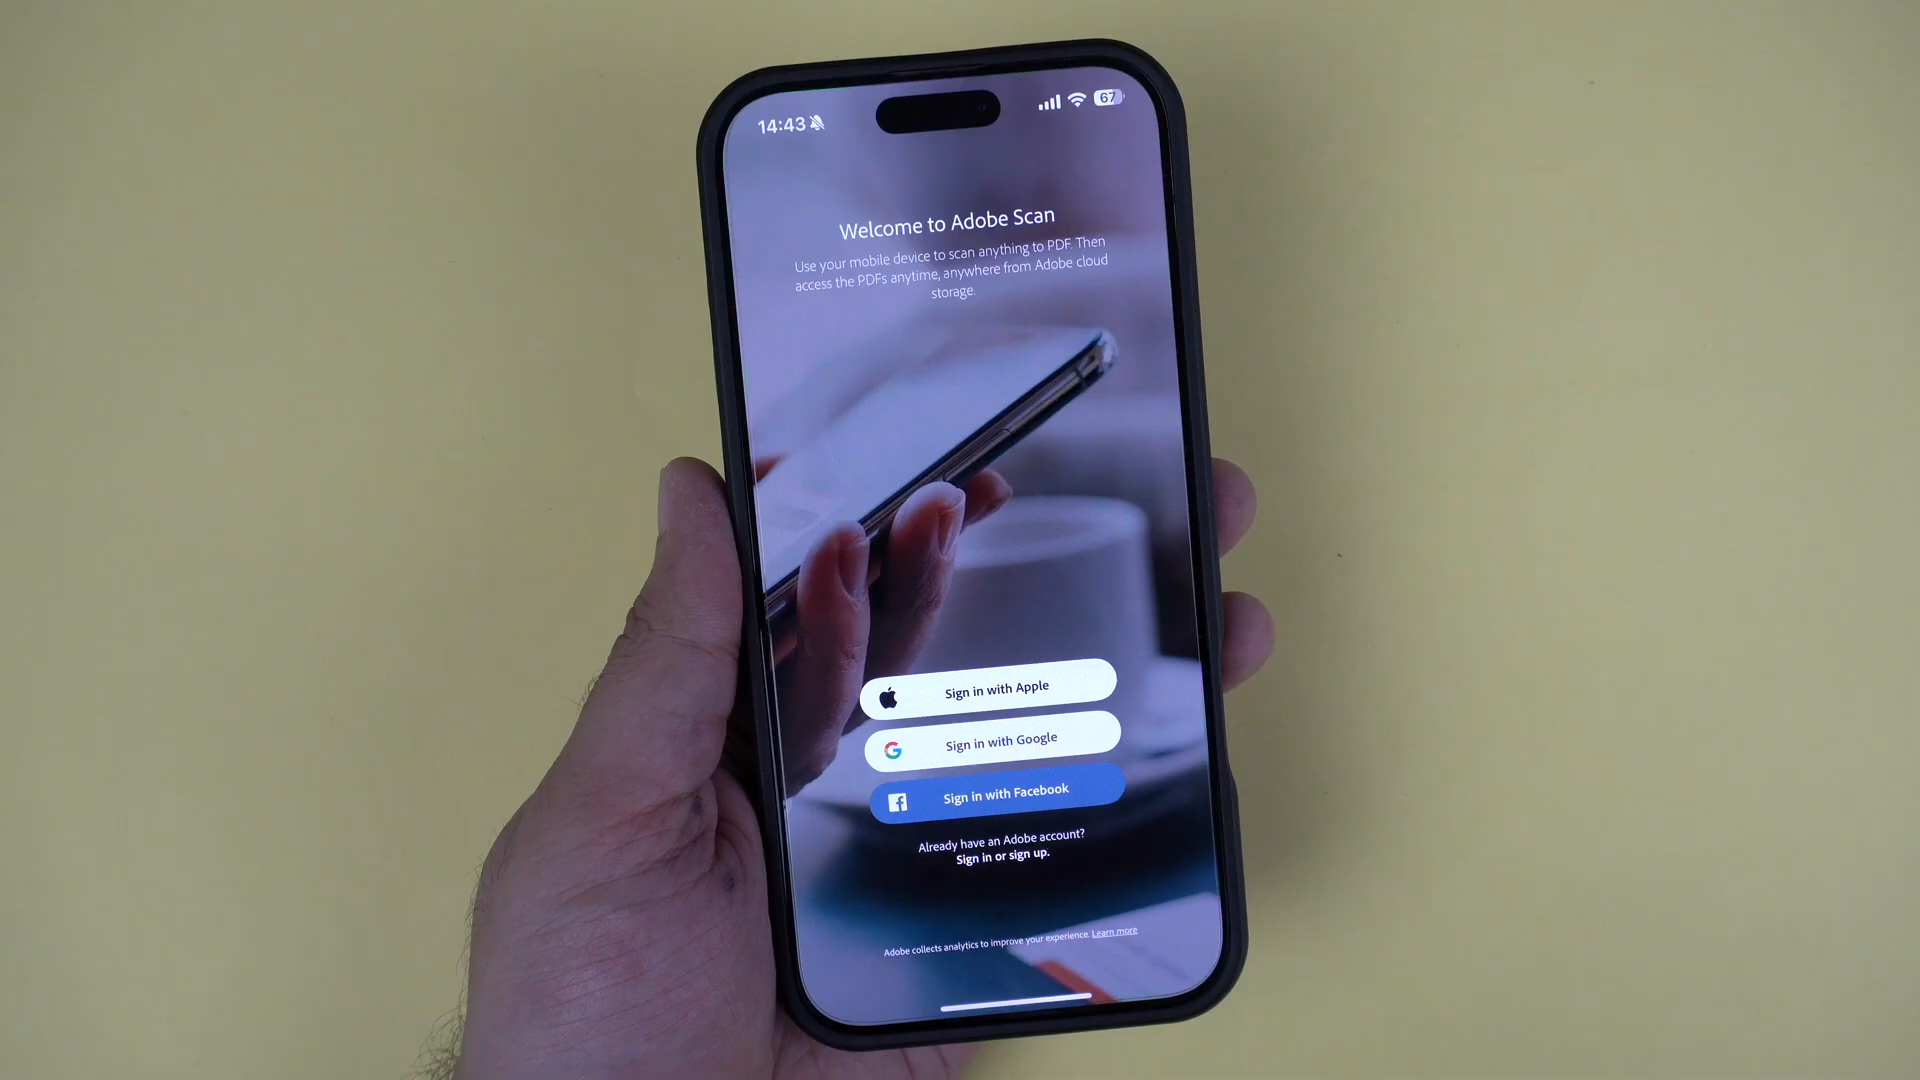 14:43
67
Welcome to Adobe Scan
Use your mobile device to scan anything to PDF. Then
access the PDFs anytime, anywhere from Adobe cloud
storage.
Sign in with Apple
Sign in with Google
Sign in with Facebook
Already have an Adobe account?
Sign in or sign up.
Adobe collects analytics to improve your experience. Learn more